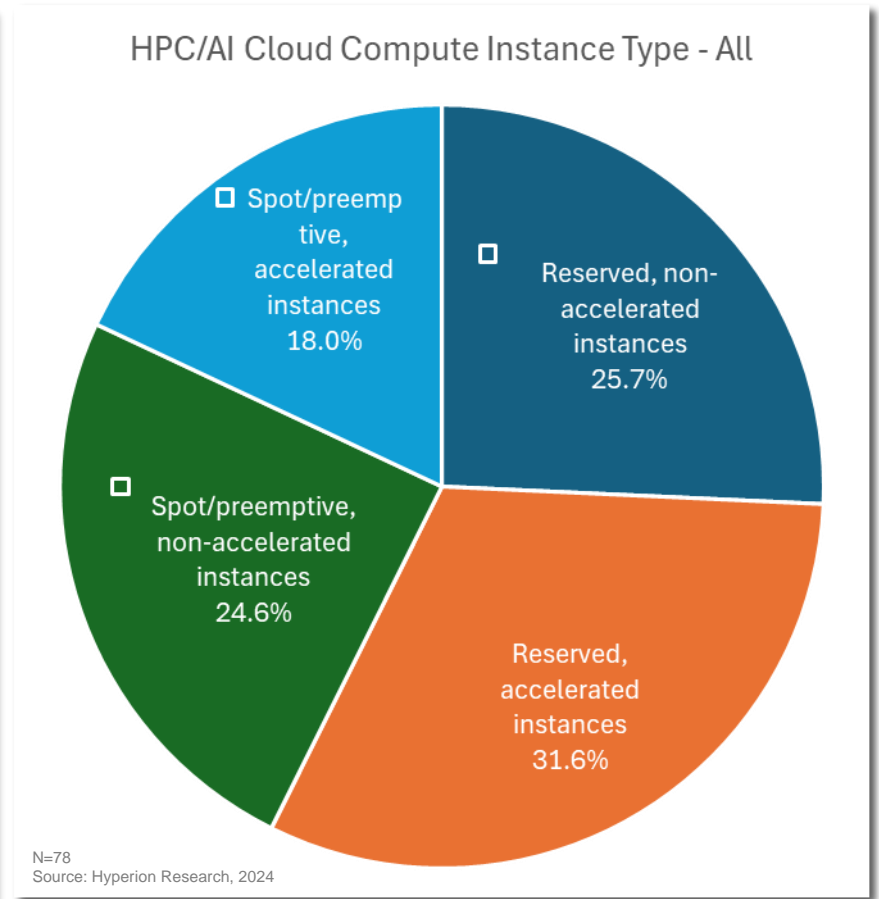 HPC/AI Cloud Compute Instance Type - All
Spot/preemp
tive,
accelerated
instances
18.0%
Reserved, non-
accelerated
instances
25.7%
Spot/preemptive,
non-accelerated
instances
24.6%
Reserved,
accelerated
instances
31.6%
N=78
Source: Hyperion Research, 2024